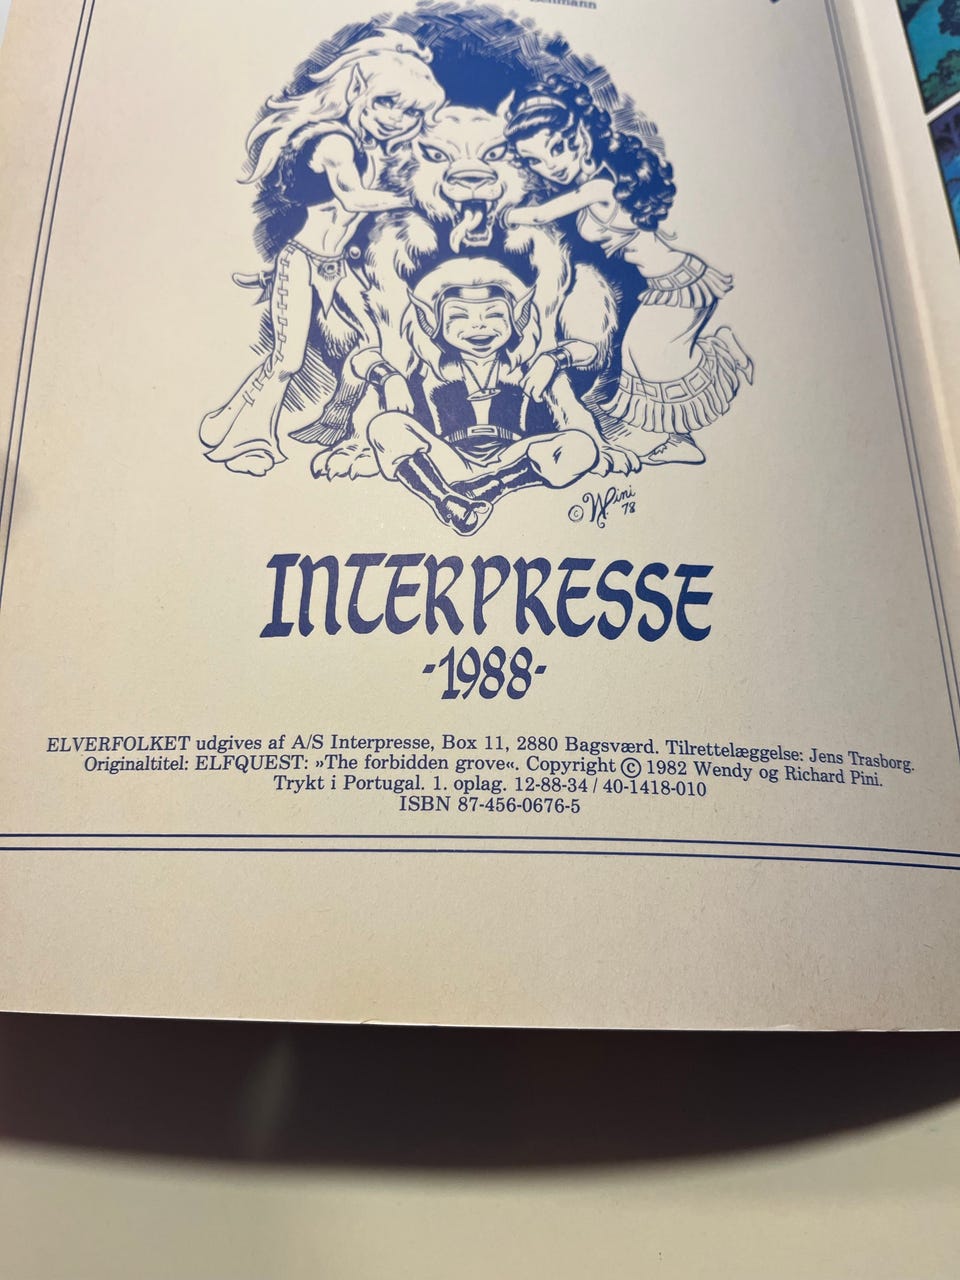 © WPini 78
INTERPRESSE
-1988-
ELVERFOLKET udgives af A/S Interpresse, Box 11, 2880 Bagsværd. Tilrettelæggelse: Jens Trasborg.
Originaltitel: ELFQUEST: »The forbidden grove«. Copyright © 1982 Wendy og Richard Pini.
Trykt i Portugal. 1. oplag. 12-88-34 / 40-1418-010
ISBN 87-456-0676-5